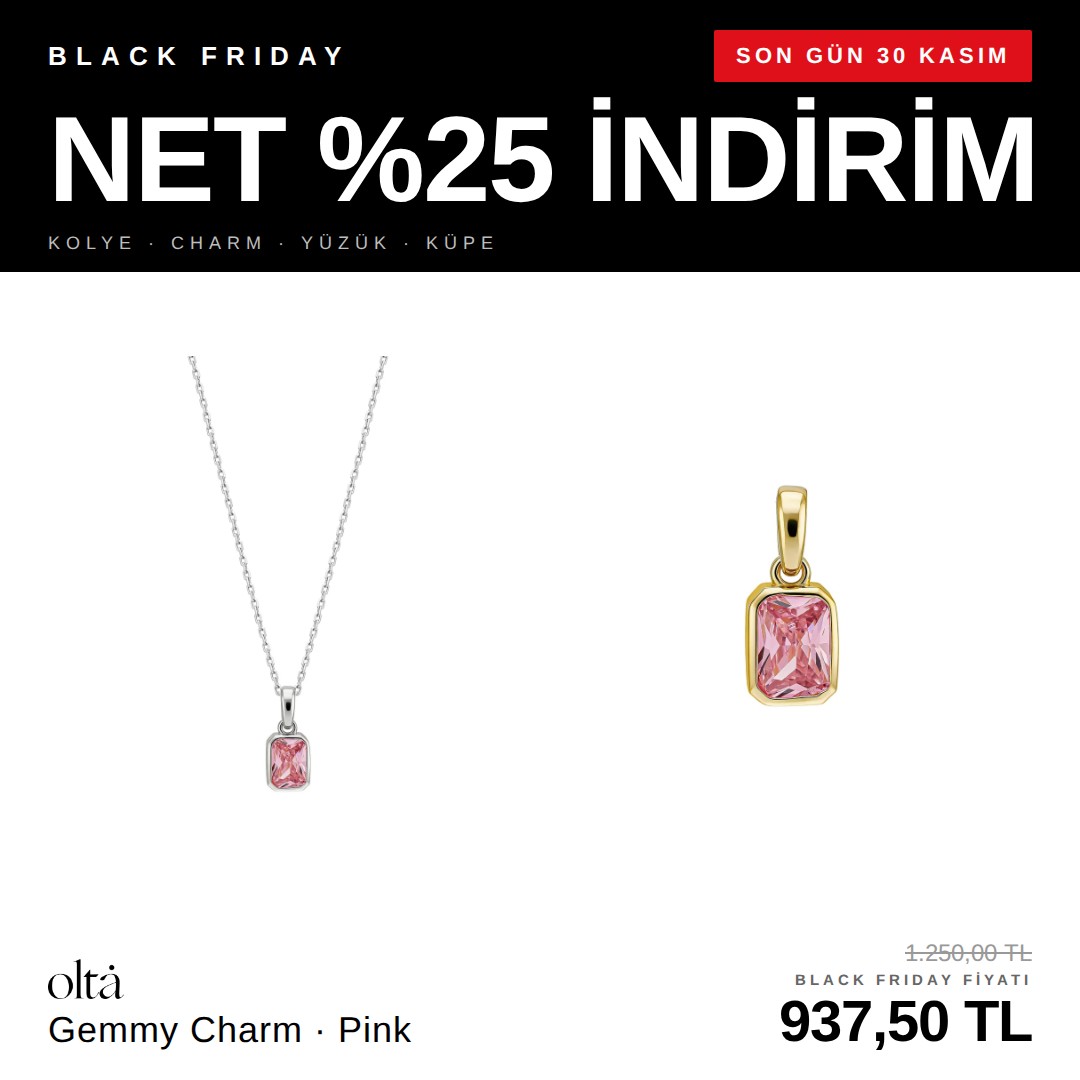 BLACK FRIDAY
SON GÜN 30 KASIM
NET %25 İNDİRİM
KOLYE · CHARM · YÜZÜK · KÜPE
1.250,00 TL
BLACK FRIDAY FİYATI
937,50 TL
oltȧ
Gemmy Charm · Pink